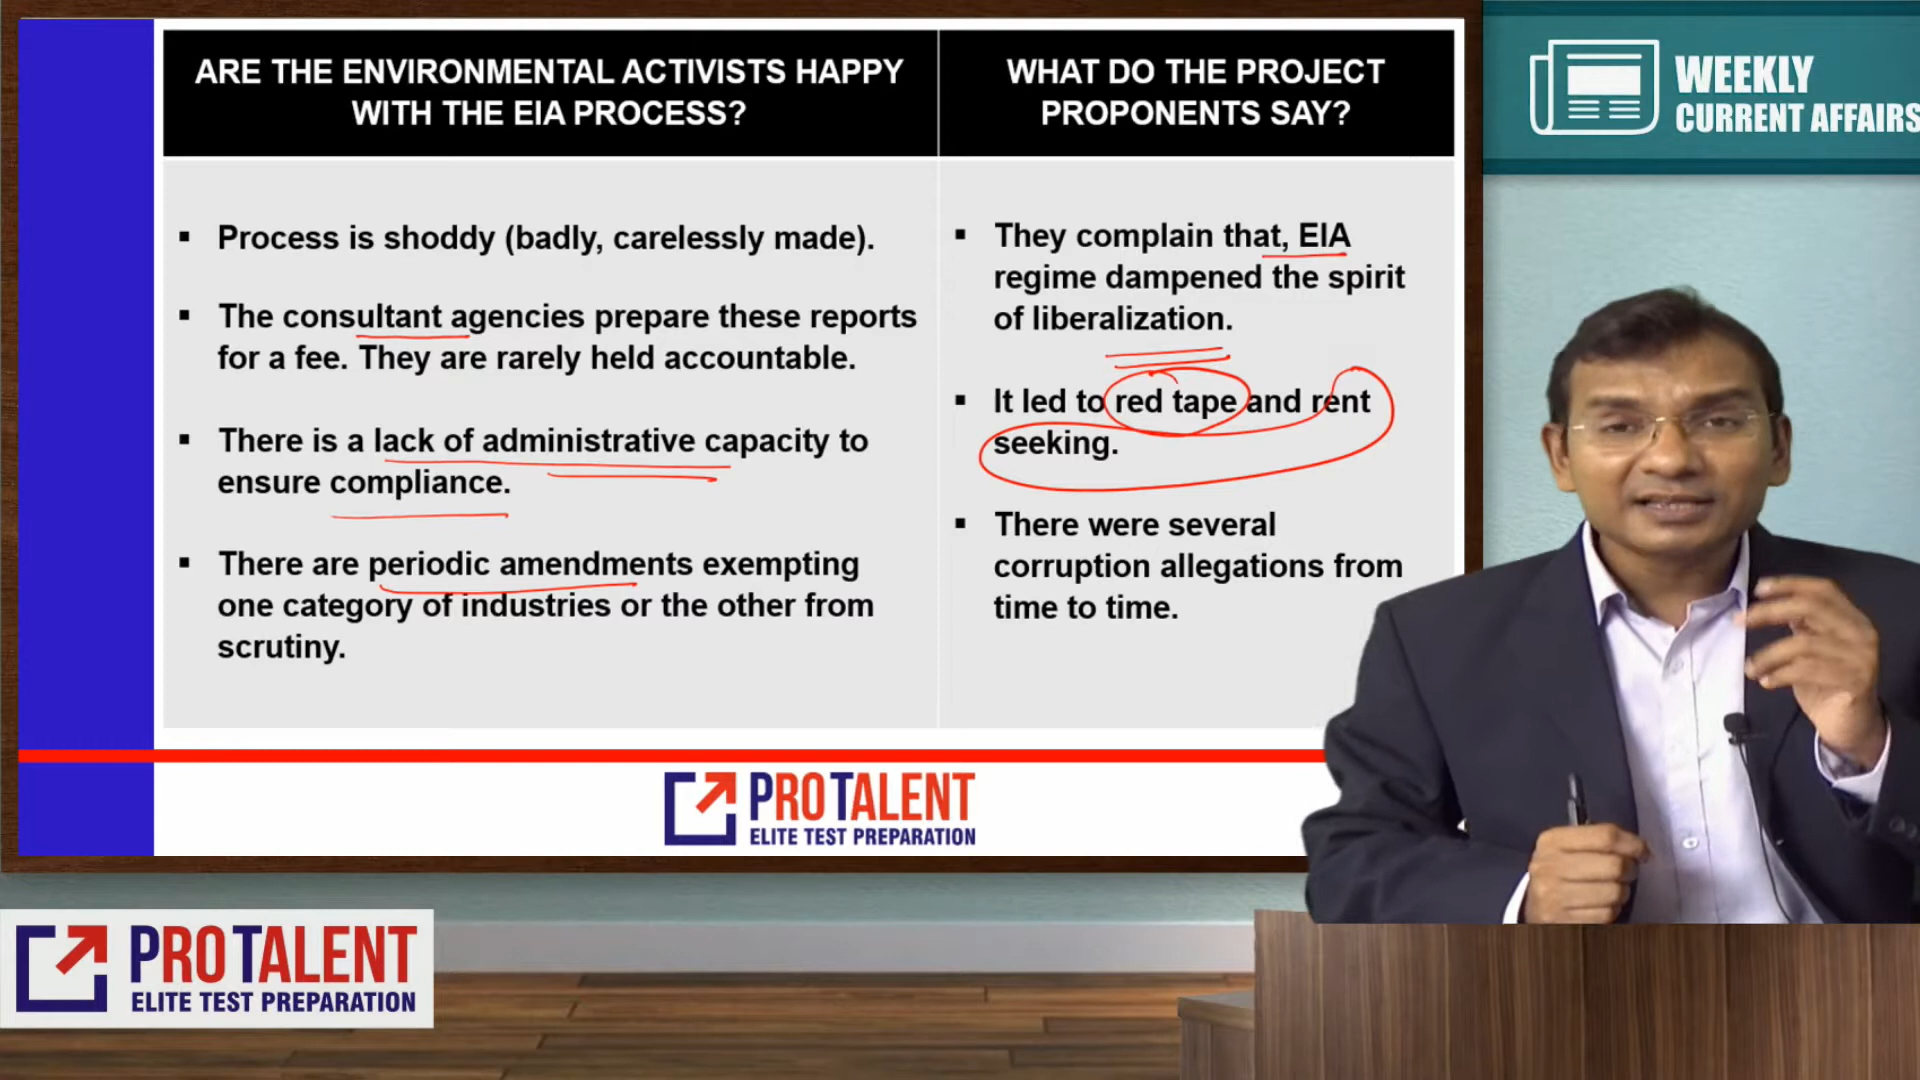 ARE THE ENVIRONMENTAL ACTIVISTS HAPPY
WITH THE EIA PROCESS?
Process is shoddy (badly, carelessly made).
The consultant agencies prepare these reports
for a fee. They are rarely held accountable.
There is a lack of administrative capacity to
ensure compliance.
There are periodic amendments exempting
one category of industries or the other from
scrutiny.
WHAT DO THE PROJECT
PROPONENTS SAY?
They complain that, EIA
regime dampened the spirit
of liberalization.
It led to red tape and rent
seeking.
There were several
corruption allegations from
time to time.
WEEKLY
CURRENT AFFAIRS
PROTALENT
ELITE TEST PREPARATION
PROTALENT
ELITE TEST PREPARATION